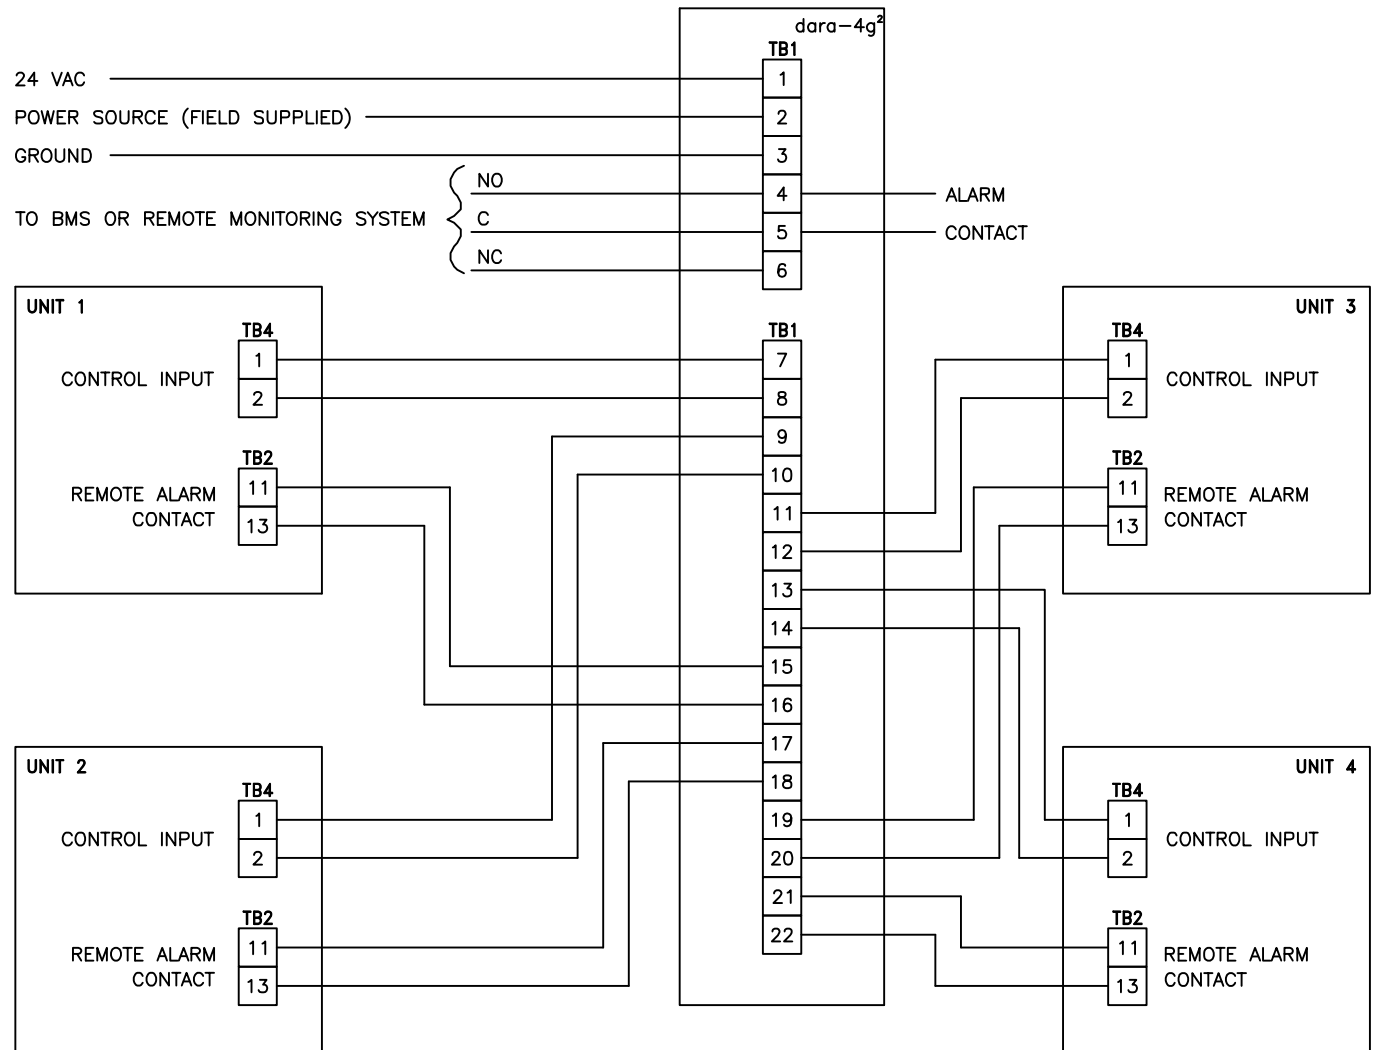 dara-4g²
TB1
24 VAC
1
POWER SOURCE (FIELD SUPPLIED)
2
GROUND
3
NO
4
ALARM
TO BMS OR REMOTE MONITORING SYSTEM
C
5
CONTACT
NC
6
UNIT 1
TB4
1
CONTROL INPUT
2
TB2
11
REMOTE ALARM
CONTACT
13
UNIT 2
TB4
1
CONTROL INPUT
2
TB2
11
REMOTE ALARM
CONTACT
13
TB1
7
8
9
10
11
12
13
14
15
16
17
18
19
20
21
22
UNIT 3
TB4
1
CONTROL INPUT
2
TB2
11
REMOTE ALARM
CONTACT
13
UNIT 4
TB4
1
CONTROL INPUT
2
TB2
11
REMOTE ALARM
CONTACT
13